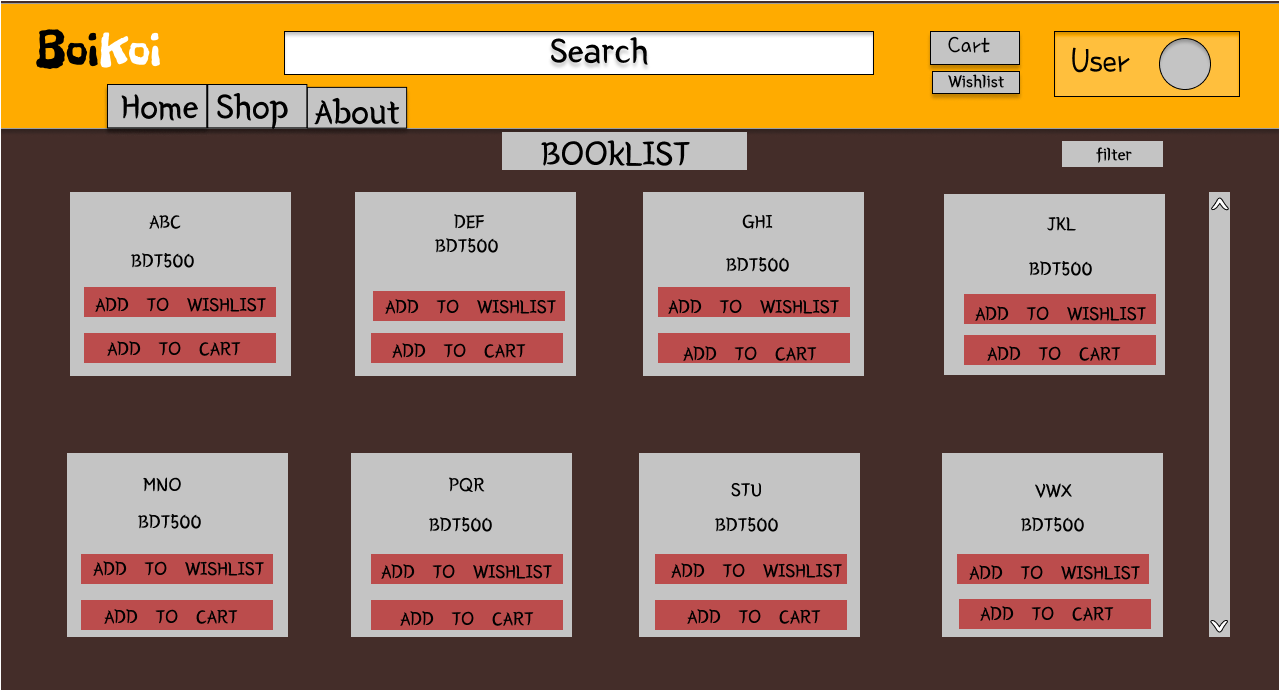 BoiKoi
Search
Cart
Wishlist
User
Home
Shop
About
BOOkLIST
filter
ABC
BDT500
ADD TO WISHLIST
ADD TO CART
DEF
BDT500
ADD TO WISHLIST
ADD TO CART
GHI
BDT500
ADD TO WISHLIST
ADD TO CART
JKL
BDT500
ADD TO WISHLIST
ADD TO CART
MNO
BDT500
ADD TO WISHLIST
ADD TO CART
PQR
BDT500
ADD TO WISHLIST
ADD TO CART
STU
BDT500
ADD TO WISHLIST
ADD TO CART
VWX
BDT500
ADD TO WISHLIST
ADD TO CART